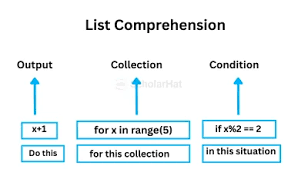 List Comprehension
Output Collection Condition
ScholarHat
x+1 for x in range(5) if x%2 == 2
Do this for this collection in this situation